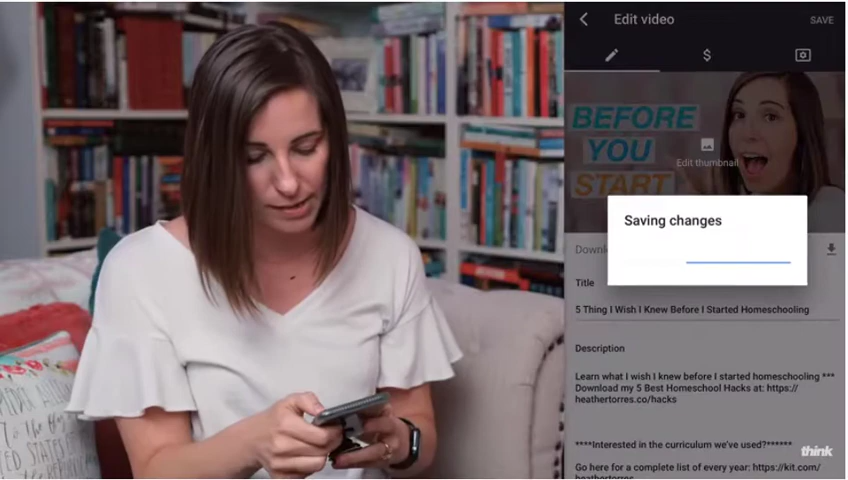 Edit video
SAVE
$
BEFORE
YOU
START
Edit thumbnail
Saving changes
Downl
Title
5 Thing I Wish I Knew Before I Started Homeschooling
Description
Learn what I wish I knew before I started homeschooling ***
Download my 5 Best Homeschool Hacks at: https://
heathertorres.co/hacks
****Interested in the curriculum we've used?******
think
Go here for a complete list of every year: https://kit.com/
heathertorres
STATES